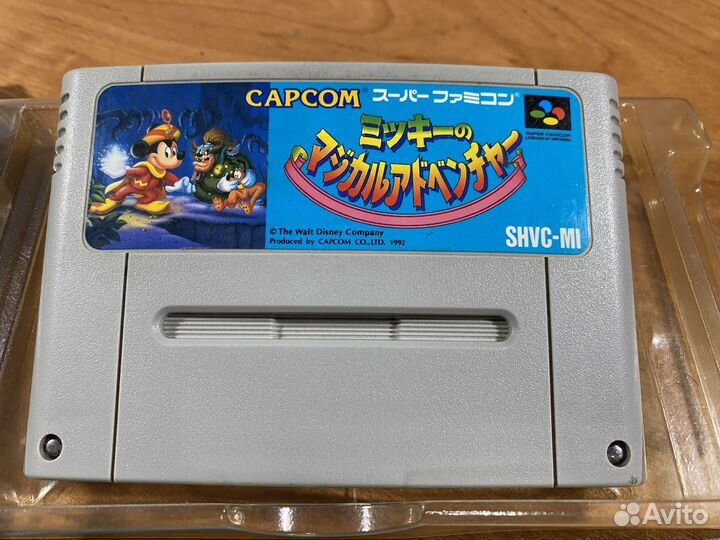 CAPCOM スーパーファミコン
ミッキーの
マジカルアドベンチャー
SUPER FAMICOM
© The Walt Disney Company
Produced by CAPCOM CO., LTD. 1992
SHVC-MI
Avito